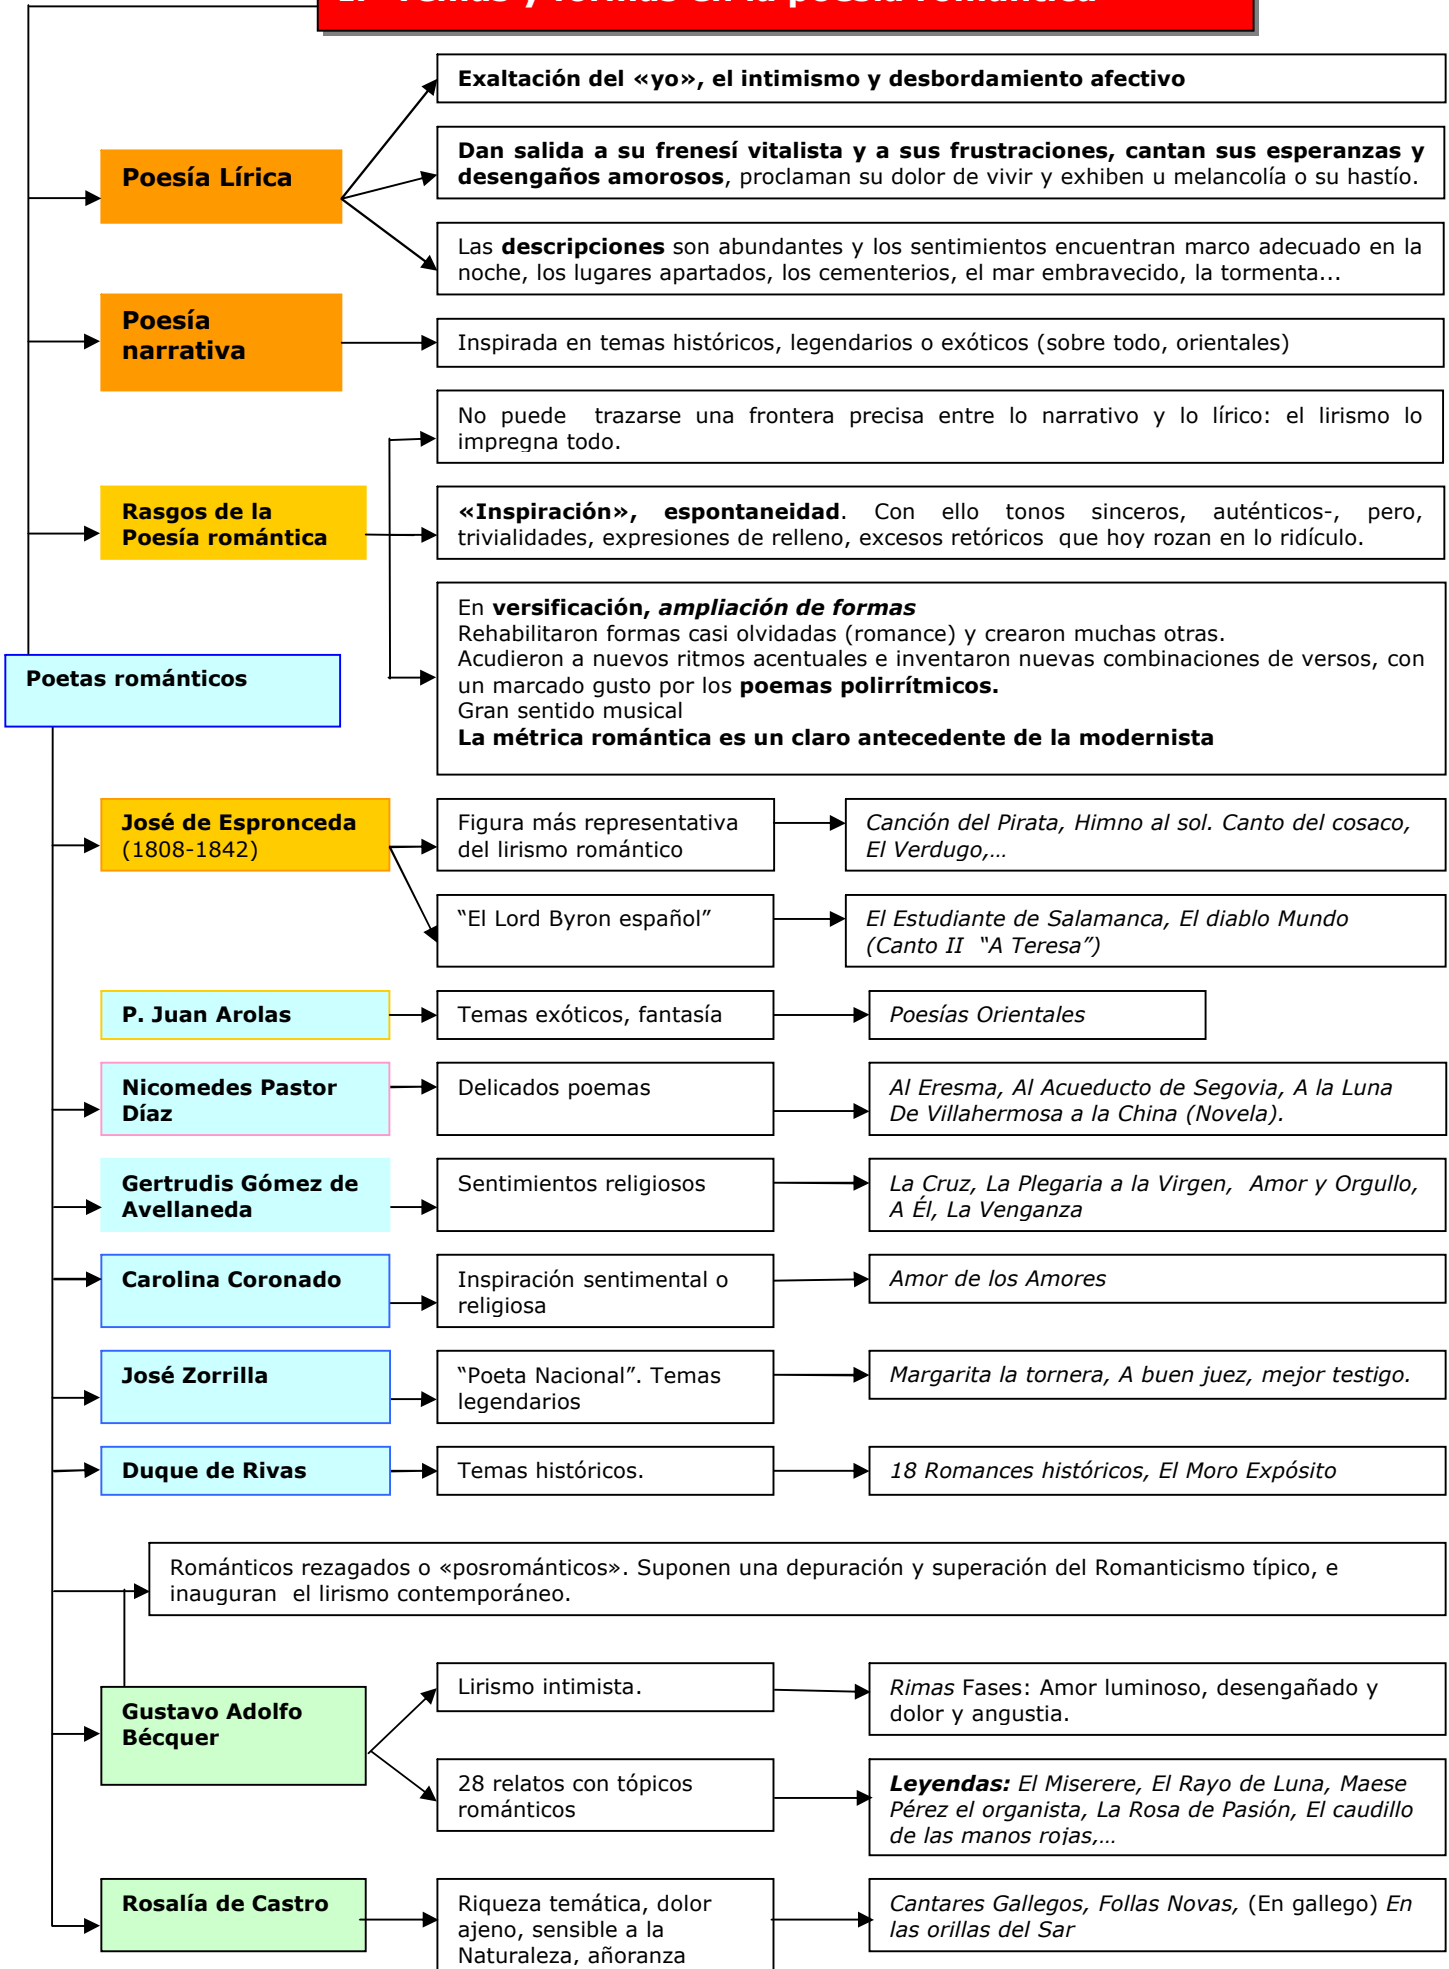 Temas y formas en la poesía romántica
Exaltación del «yo», el intimismo y desbordamiento afectivo
Poesía Lírica
Dan salida a su frenesí vitalista y a sus frustraciones, cantan sus esperanzas y
desengaños amorosos, proclaman su dolor de vivir y exhiben u melancolía o su hastío.
Las descripciones son abundantes y los sentimientos encuentran marco adecuado en la
noche, los lugares apartados, los cementerios, el mar embravecido, la tormenta...
Poesía
narrativa
Inspirada en temas históricos, legendarios o exóticos (sobre todo, orientales)
No puede trazarse una frontera precisa entre lo narrativo y lo lírico: el lirismo lo
impregna todo.
Rasgos de la
Poesía romántica
«Inspiración», espontaneidad. Con ello tonos sinceros, auténticos-, pero,
trivialidades, expresiones de relleno, excesos retóricos que hoy rozan en lo ridículo.
En versificación, ampliación de formas
Rehabilitaron formas casi olvidadas (romance) y crearon muchas otras.
Acudieron a nuevos ritmos acentuales e inventaron nuevas combinaciones de versos, con
un marcado gusto por los poemas polirrítmicos.
Gran sentido musical
La métrica romántica es un claro antecedente de la modernista
Poetas románticos
José de Espronceda
(1808-1842)
Figura más representativa
del lirismo romántico
Canción del Pirata, Himno al sol. Canto del cosaco,
El Verdugo,…
“El Lord Byron español”
El Estudiante de Salamanca, El diablo Mundo
(Canto II “A Teresa”)
P. Juan Arolas
Temas exóticos, fantasía
Poesías Orientales
Nicomedes Pastor
Díaz
Delicados poemas
Al Eresma, Al Acueducto de Segovia, A la Luna
De Villahermosa a la China (Novela).
Gertrudis Gómez de
Avellaneda
Sentimientos religiosos
La Cruz, La Plegaria a la Virgen, Amor y Orgullo,
A Él, La Venganza
Carolina Coronado
Inspiración sentimental o
religiosa
Amor de los Amores
José Zorrilla
“Poeta Nacional”. Temas
legendarios
Margarita la tornera, A buen juez, mejor testigo.
Duque de Rivas
Temas históricos.
18 Romances históricos, El Moro Expósito
Románticos rezagados o «posrománticos». Suponen una depuración y superación del Romanticismo típico, e
inauguran el lirismo contemporáneo.
Gustavo Adolfo
Bécquer
Lirismo intimista.
Rimas Fases: Amor luminoso, desengañado y
dolor y angustia.
28 relatos con tópicos
románticos
Leyendas: El Miserere, El Rayo de Luna, Maese
Pérez el organista, La Rosa de Pasión, El caudillo
de las manos rojas,…
Rosalía de Castro
Riqueza temática, dolor
ajeno, sensible a la
Naturaleza, añoranza
Cantares Gallegos, Follas Novas, (En gallego) En
las orillas del Sar